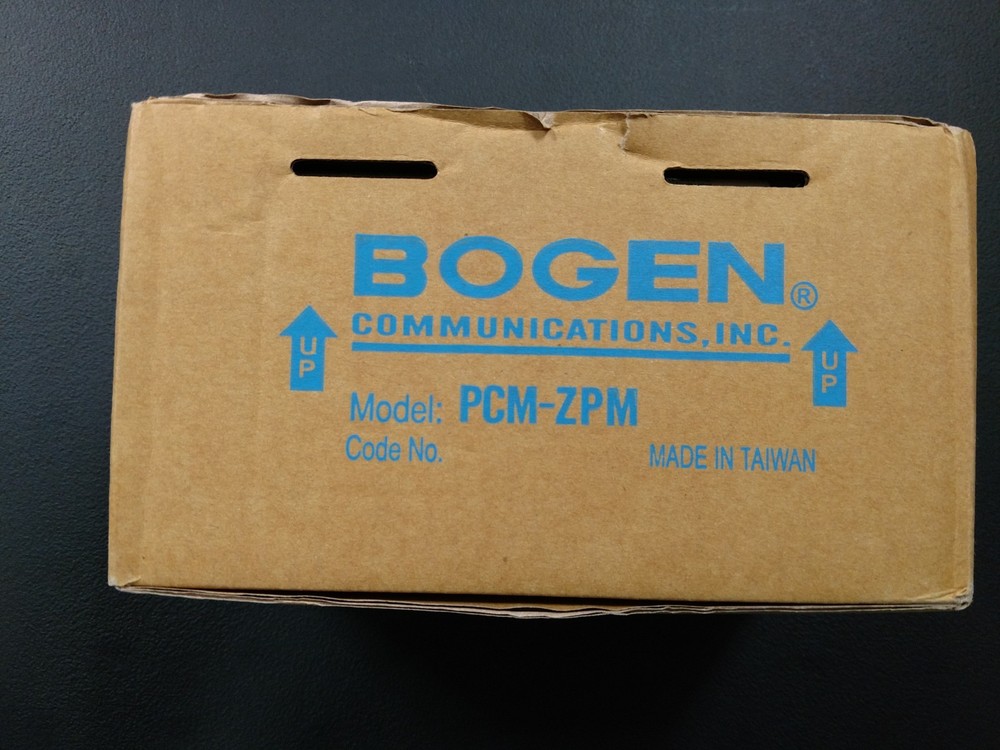 BOGEN®
COMMUNICATIONS, INC.
UP
UP
Model: PCM-ZPM
Code No.
MADE IN TAIWAN